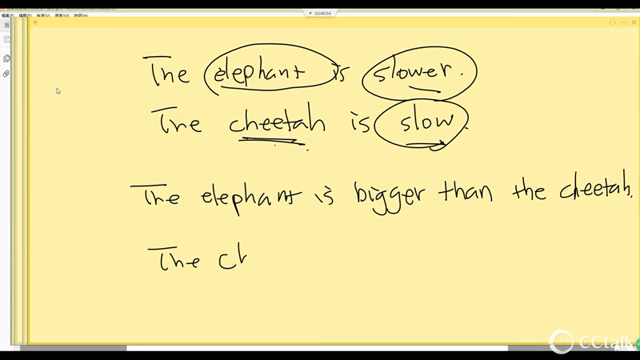 The elephant is slower.
The cheetah is slow.
The elephant is bigger than the cheetah.
The ch
CCtalk